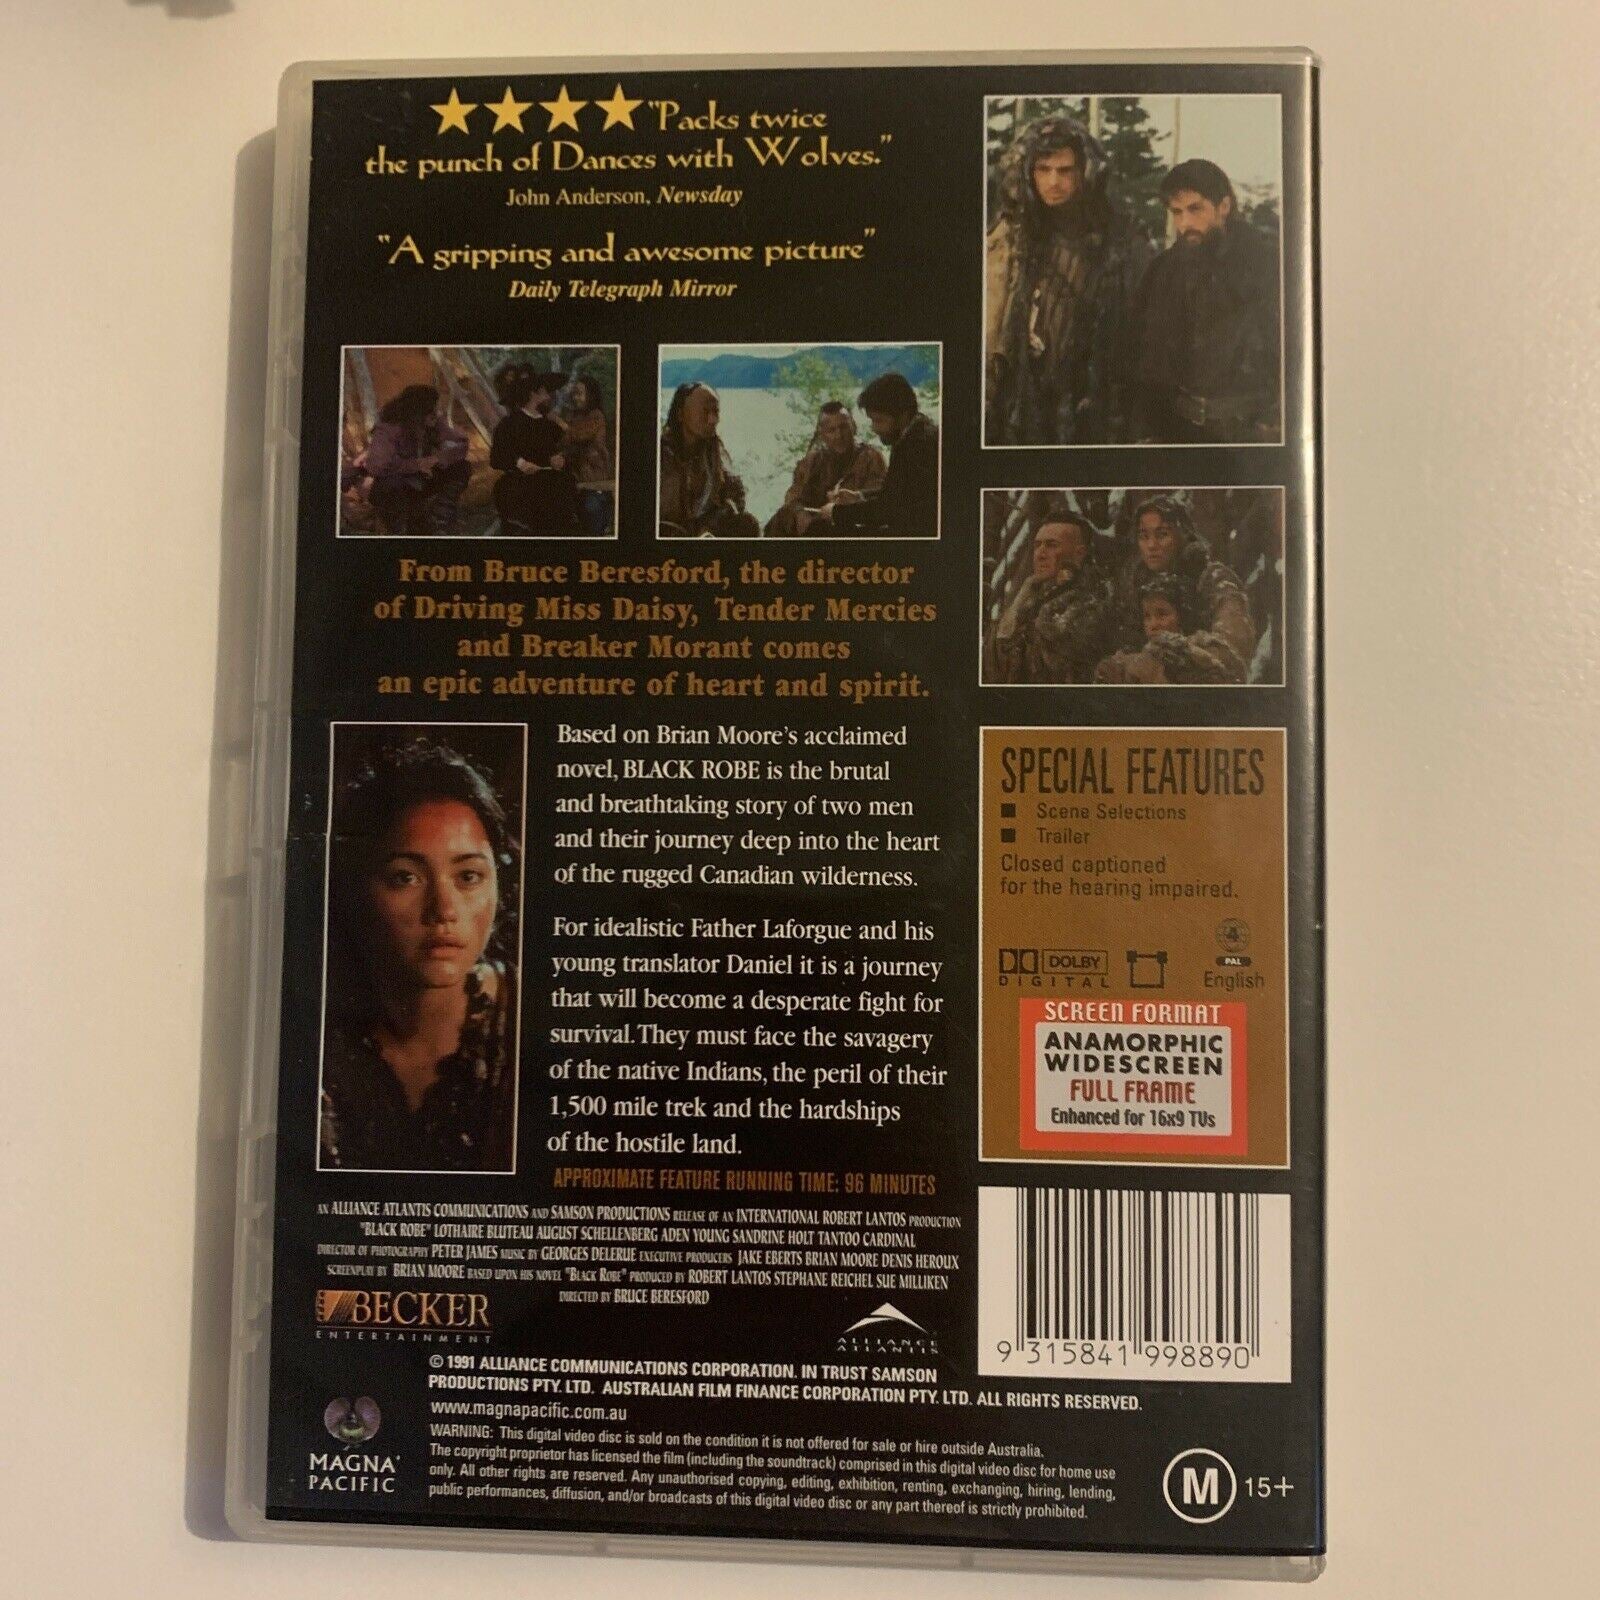 ★★★★ "Packs twice
the punch of Dances with Wolves."
John Anderson, Newsday
"A gripping and awesome picture"
Daily Telegraph Mirror
From Bruce Beresford, the director
of Driving Miss Daisy, Tender Mercies
and Breaker Morant comes
an epic adventure of heart and spirit.
Based on Brian Moore's acclaimed
novel, BLACK ROBE is the brutal
and breathtaking story of two men
and their journey deep into the heart
of the rugged Canadian wilderness.
For idealistic Father Laforgue and his
young translator Daniel it is a journey
that will become a desperate fight for
survival. They must face the savagery
of the native Indians, the peril of their
1,500 mile trek and the hardships
of the hostile land.
APPROXIMATE FEATURE RUNNING TIME: 96 MINUTES
SPECIAL FEATURES
■ Scene Selections
■ Trailer
Closed captioned
for the hearing impaired.
4
PAL
DOLBY
DIGITAL
English
SCREEN FORMAT
ANAMORPHIC
WIDESCREEN
FULL FRAME
Enhanced for 16x9 TVs
AN ALLIANCE ATLANTIS COMMUNICATIONS AND SAMSON PRODUCTIONS RELEASE OF AN INTERNATIONAL ROBERT LANTOS PRODUCTION
"BLACK ROBE" LOTHAIRE BLUTEAU AUGUST SCHELLENBERG ADEN YOUNG SANDRINE HOLT TANTOO CARDINAL
DIRECTOR OF PHOTOGRAPHY PETER JAMES MUSIC BY GEORGES DELERUE EXECUTIVE PRODUCERS JAKE EBERTS BRIAN MOORE DENIS HEROUX
SCREENPLAY BY BRIAN MOORE BASED UPON HIS NOVEL "BLACK ROBE" PRODUCED BY ROBERT LANTOS STEPHANE REICHEL SUE MILLIKEN
DIRECTED BY BRUCE BERESFORD
BECKER
ENTERTAINMENT
ALLIANCE
ATLANTIS
9 315841 998890
© 1991 ALLIANCE COMMUNICATIONS CORPORATION. IN TRUST SAMSON
PRODUCTIONS PTY. LTD. AUSTRALIAN FILM FINANCE CORPORATION PTY. LTD. ALL RIGHTS RESERVED.
www.magnapacific.com.au
MAGNA
PACIFIC
WARNING: This digital video disc is sold on the condition it is not offered for sale or hire outside Australia.
The copyright proprietor has licensed the film (including the soundtrack) comprised in this digital video disc for home use
only. All other rights are reserved. Any unauthorised copying, editing, exhibition, renting, exchanging, hiring, lending,
public performances, diffusion, and/or broadcasts of this digital video disc or any part thereof is strictly prohibited.
M 15+